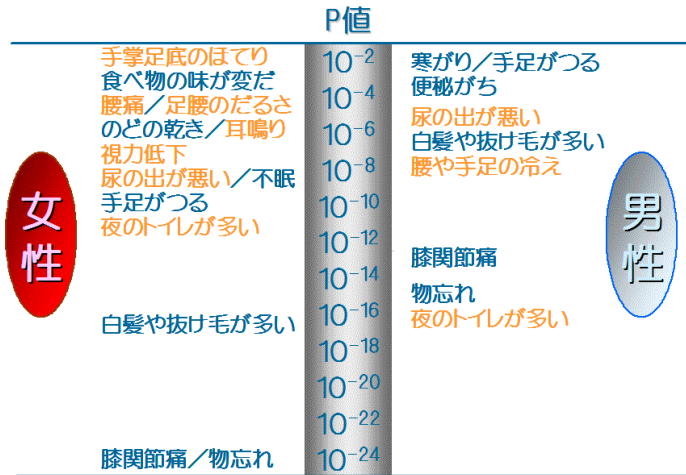 P値
手掌足底のほてり
食べ物の味が変だ
腰痛／足腰のだるさ
のどの乾き／耳鳴り
視力低下
尿の出が悪い／不眠
手足がつる
夜のトイレが多い
白髪や抜け毛が多い
膝関節痛／物忘れ
女性
10⁻²
10⁻⁴
10⁻⁶
10⁻⁸
10⁻¹⁰
10⁻¹²
10⁻¹⁴
10⁻¹⁶
10⁻¹⁸
10⁻²⁰
10⁻²²
10⁻²⁴
寒がり／手足がつる
便秘がち
尿の出が悪い
白髪や抜け毛が多い
腰や手足の冷え
膝関節痛
物忘れ
夜のトイレが多い
男性